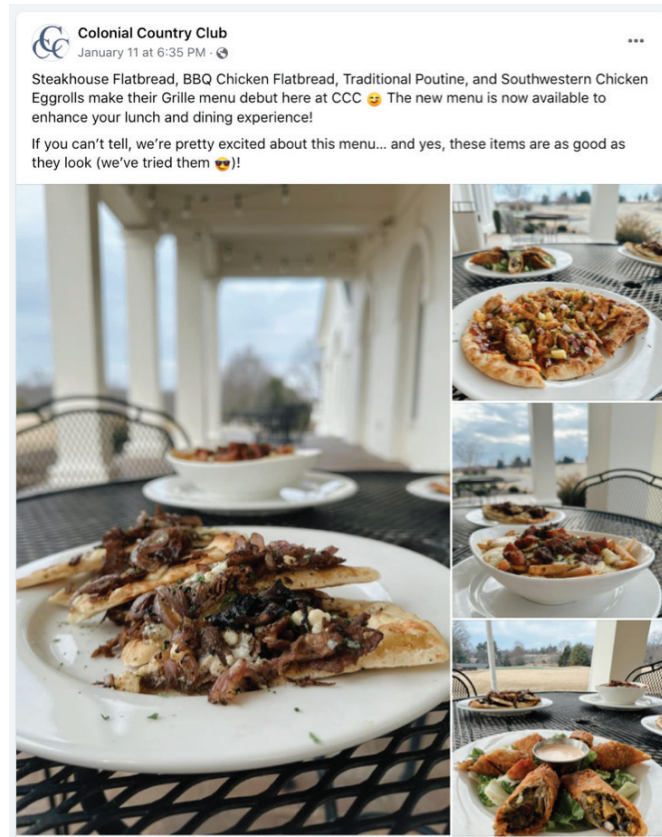 CCC
Colonial Country Club
January 11 at 6:35 PM ·
Steakhouse Flatbread, BBQ Chicken Flatbread, Traditional Poutine, and Southwestern Chicken
Eggrolls make their Grille menu debut here at CCC 😋 The new menu is now available to
enhance your lunch and dining experience!
If you can’t tell, we’re pretty excited about this menu... and yes, these items are as good as
they look (we’ve tried them 😎)!